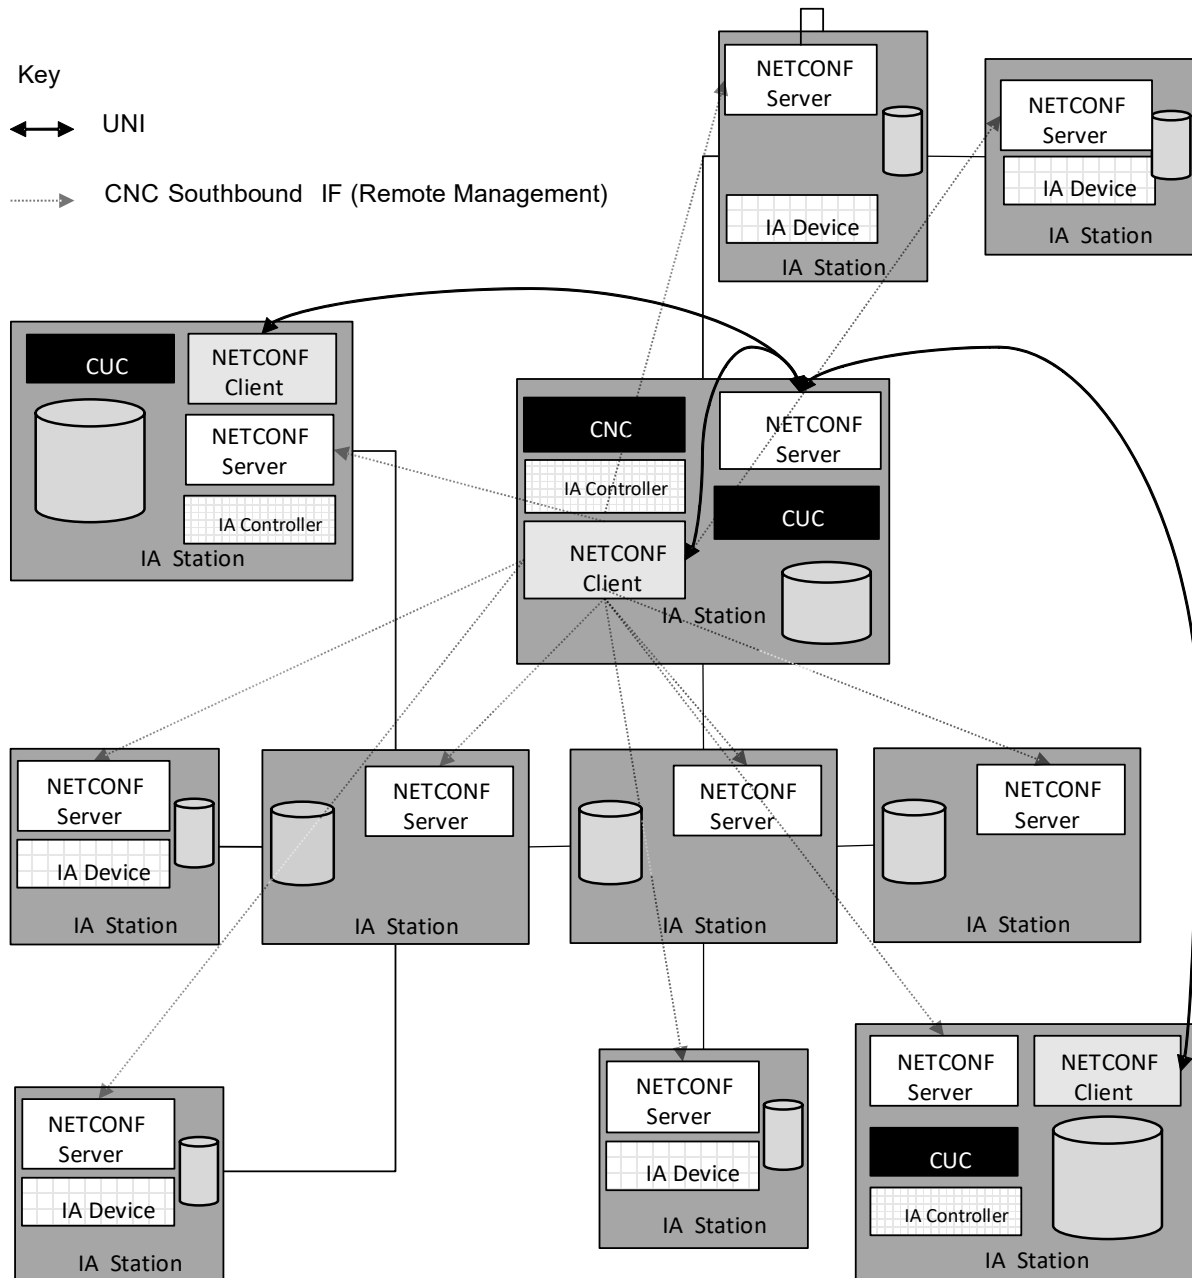 Key
UNI
CNC Southbound IF (Remote Management)
NETCONF
Server
IA Device
IA Station
NETCONF
Server
IA Device
IA Station
CUC
NETCONF
Client
NETCONF
Server
IA Controller
IA Station
CNC
IA Controller
NETCONF
Client
NETCONF
Server
CUC
IA Station
NETCONF
Server
IA Device
IA Station
NETCONF
Server
IA Station
NETCONF
Server
IA Station
NETCONF
Server
IA Station
NETCONF
Server
IA Device
IA Station
NETCONF
Server
IA Device
IA Station
NETCONF
Server
NETCONF
Client
CUC
IA Controller
IA Station